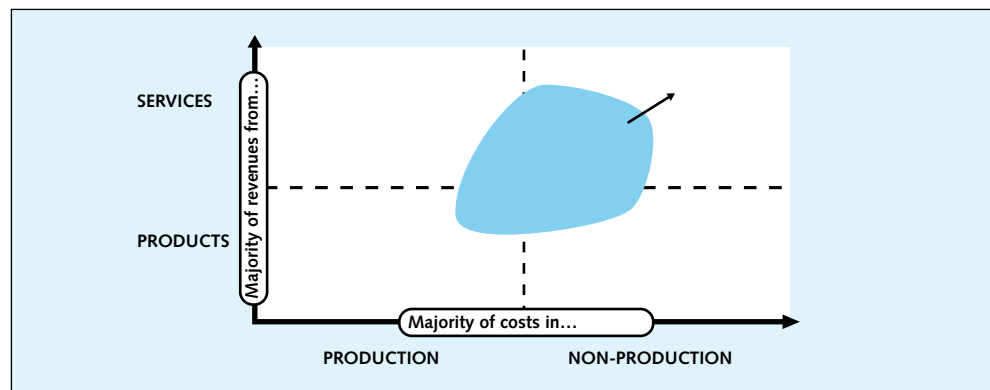 SERVICES
Majority of revenues from...
PRODUCTS
Majority of costs in...
PRODUCTION
NON-PRODUCTION